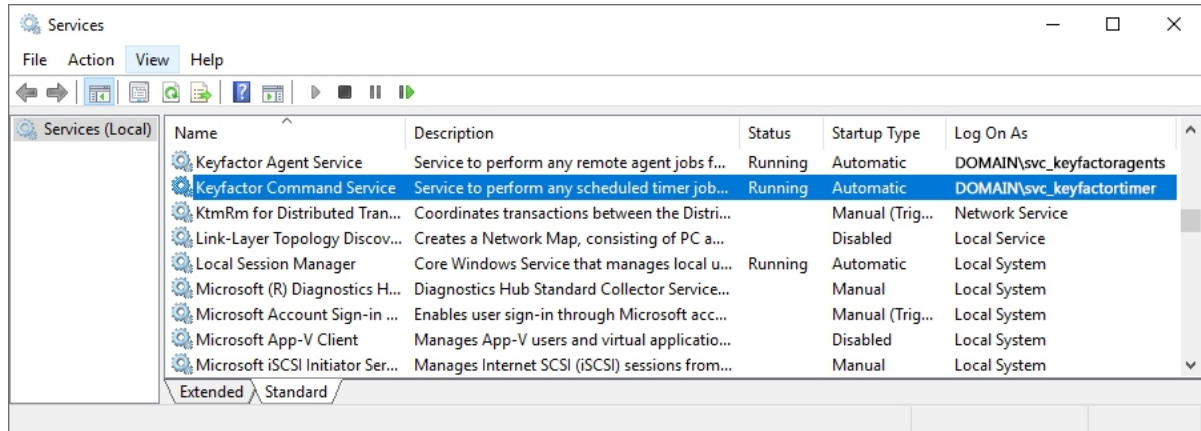 Services
File Action View Help
Services (Local)
Name Description Status Startup Type Log On As
Keyfactor Agent Service Service to perform any remote agent jobs f... Running Automatic DOMAIN\svc_keyfactoragents
Keyfactor Command Service Service to perform any scheduled timer job... Running Automatic DOMAIN\svc_keyfactortimer
KtmRm for Distributed Tran... Coordinates transactions between the Distri... Manual (Trig... Network Service
Link-Layer Topology Discov... Creates a Network Map, consisting of PC a... Disabled Local Service
Local Session Manager Core Windows Service that manages local u... Running Automatic Local System
Microsoft (R) Diagnostics H... Diagnostics Hub Standard Collector Service... Manual Local System
Microsoft Account Sign-in ... Enables user sign-in through Microsoft acc... Manual (Trig... Local System
Microsoft App-V Client Manages App-V users and virtual applicatio... Disabled Local System
Microsoft iSCSI Initiator Ser... Manages Internet SCSI (iSCSI) sessions from... Manual Local System
Extended Standard